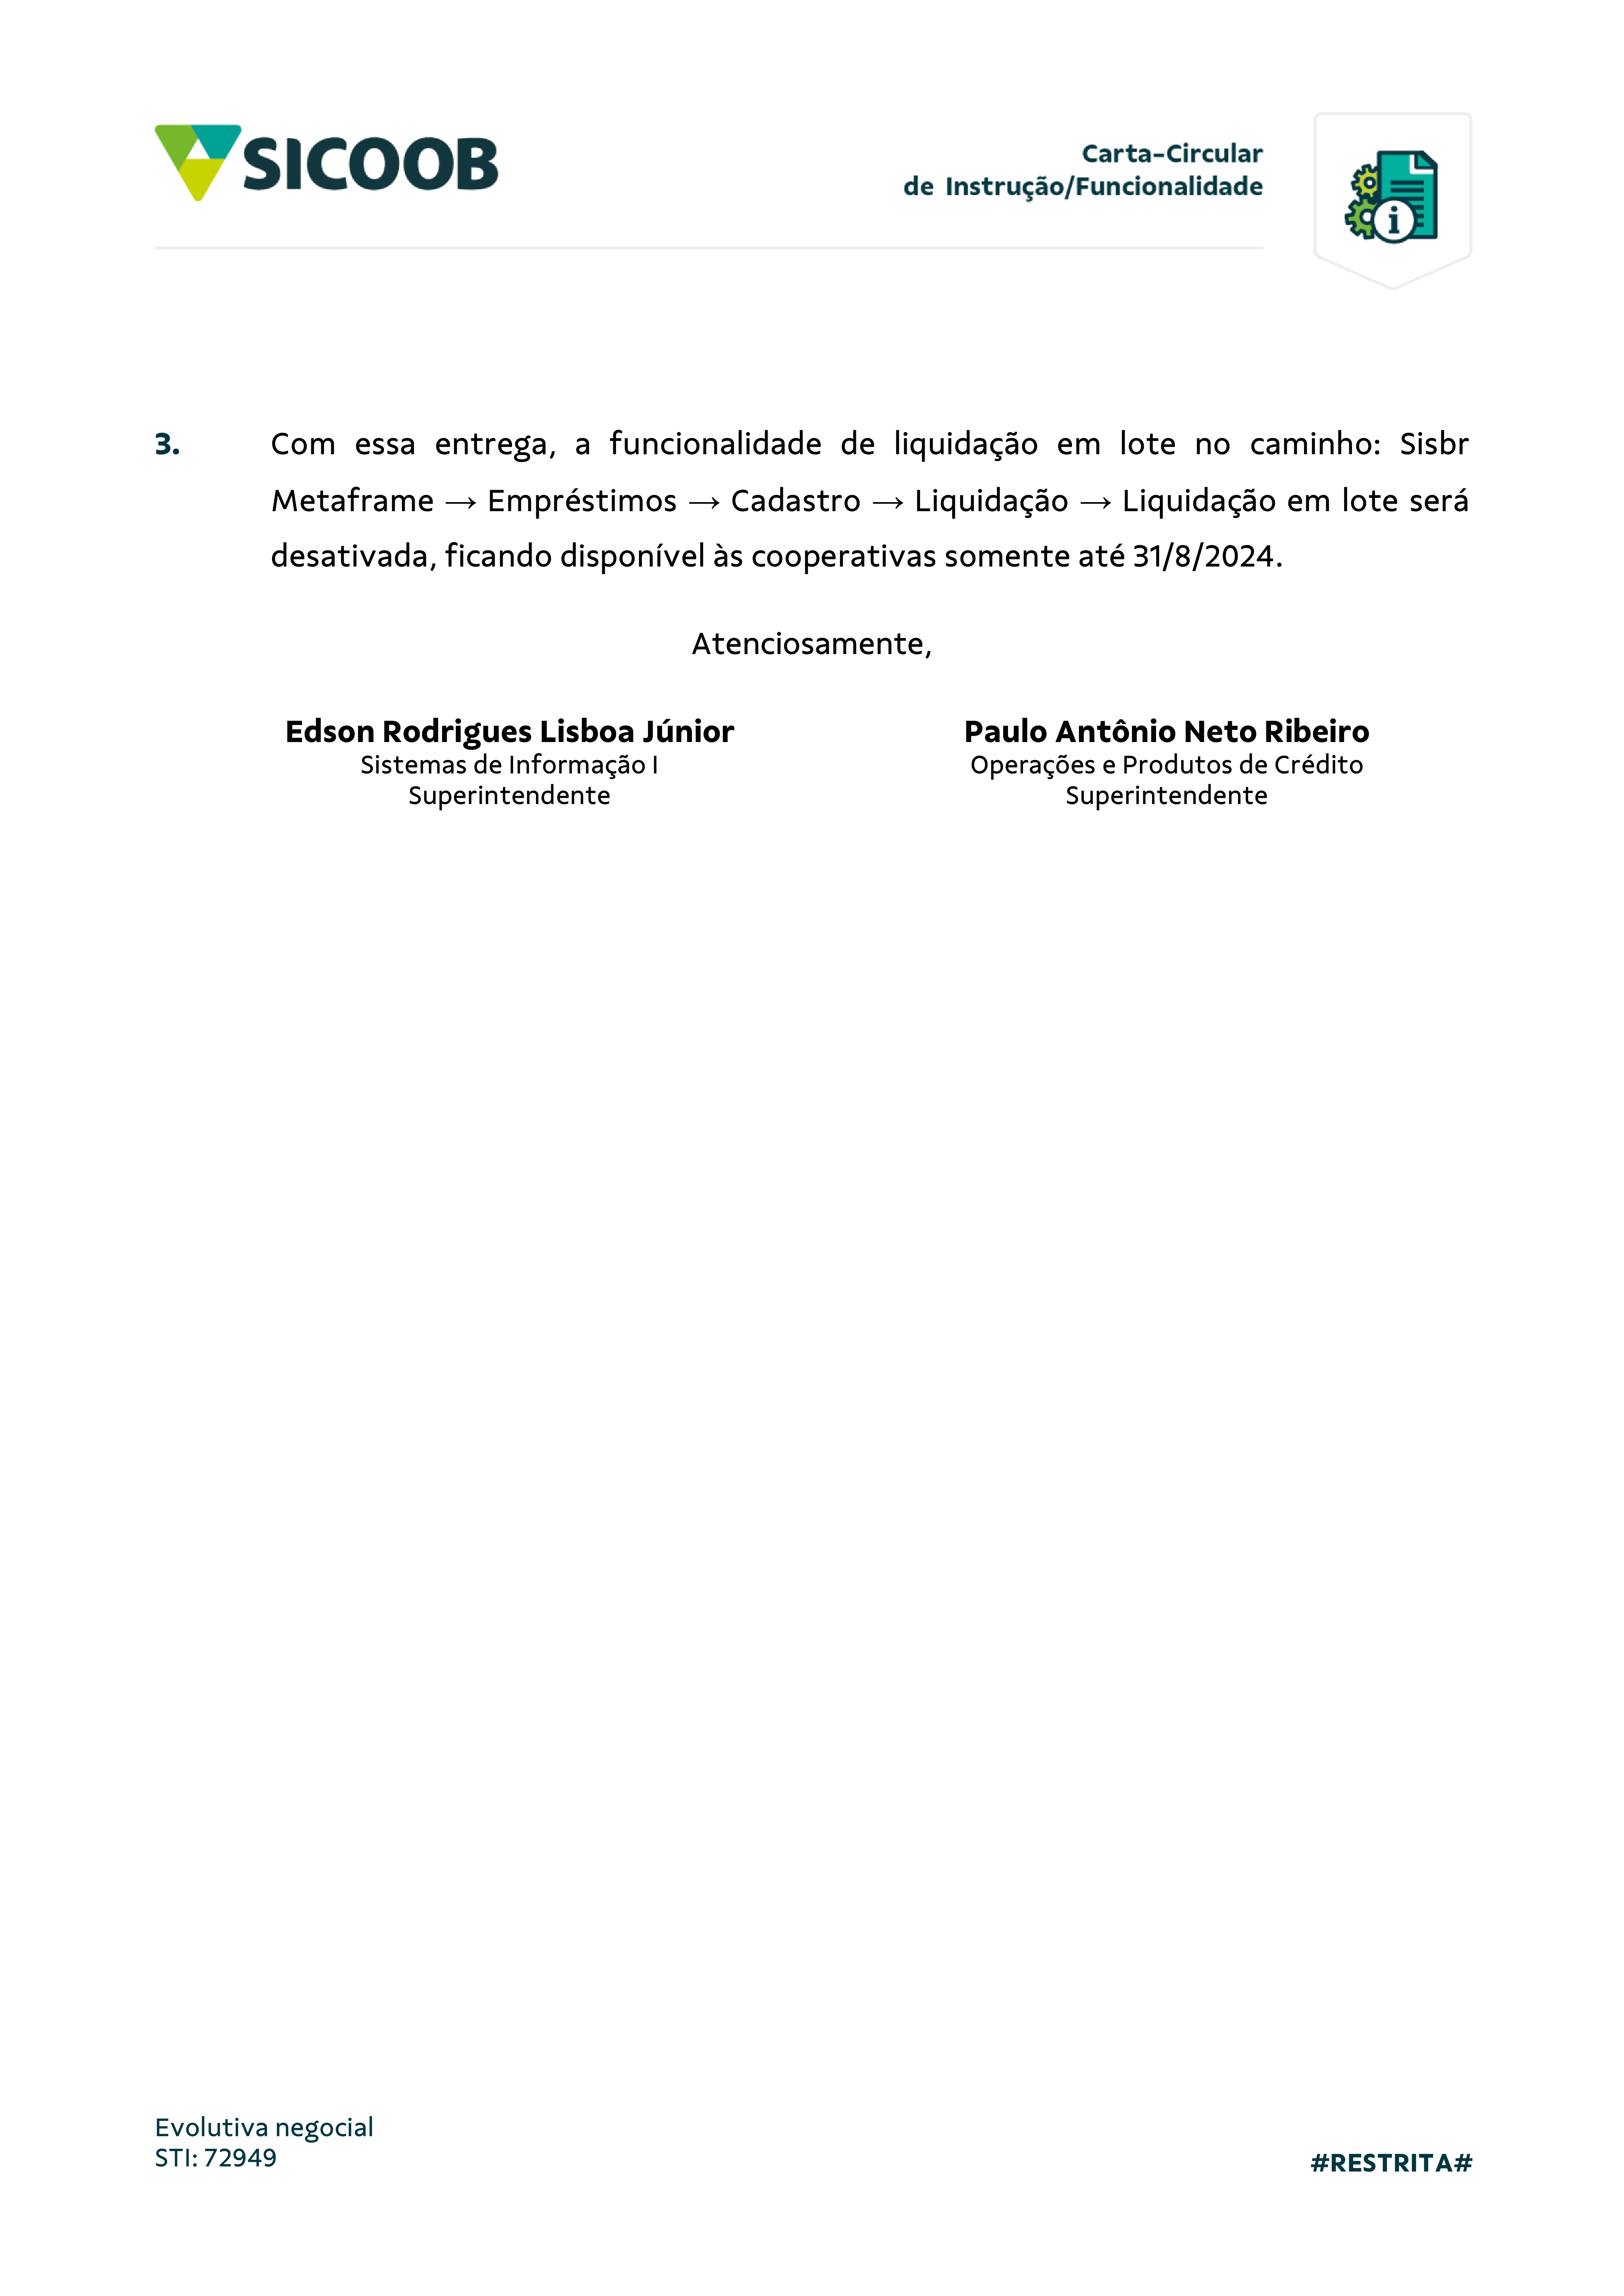 SICOOB
Carta-Circular
de Instrução/Funcionalidade
i
3. Com essa entrega, a funcionalidade de liquidação em lote no caminho: Sisbr
Metaframe → Empréstimos → Cadastro → Liquidação → Liquidação em lote será
desativada, ficando disponível às cooperativas somente até 31/8/2024.
Atenciosamente,
Edson Rodrigues Lisboa Júnior
Sistemas de Informação I
Superintendente
Paulo Antônio Neto Ribeiro
Operações e Produtos de Crédito
Superintendente
Evolutiva negocial
STI: 72949
#RESTRITA#